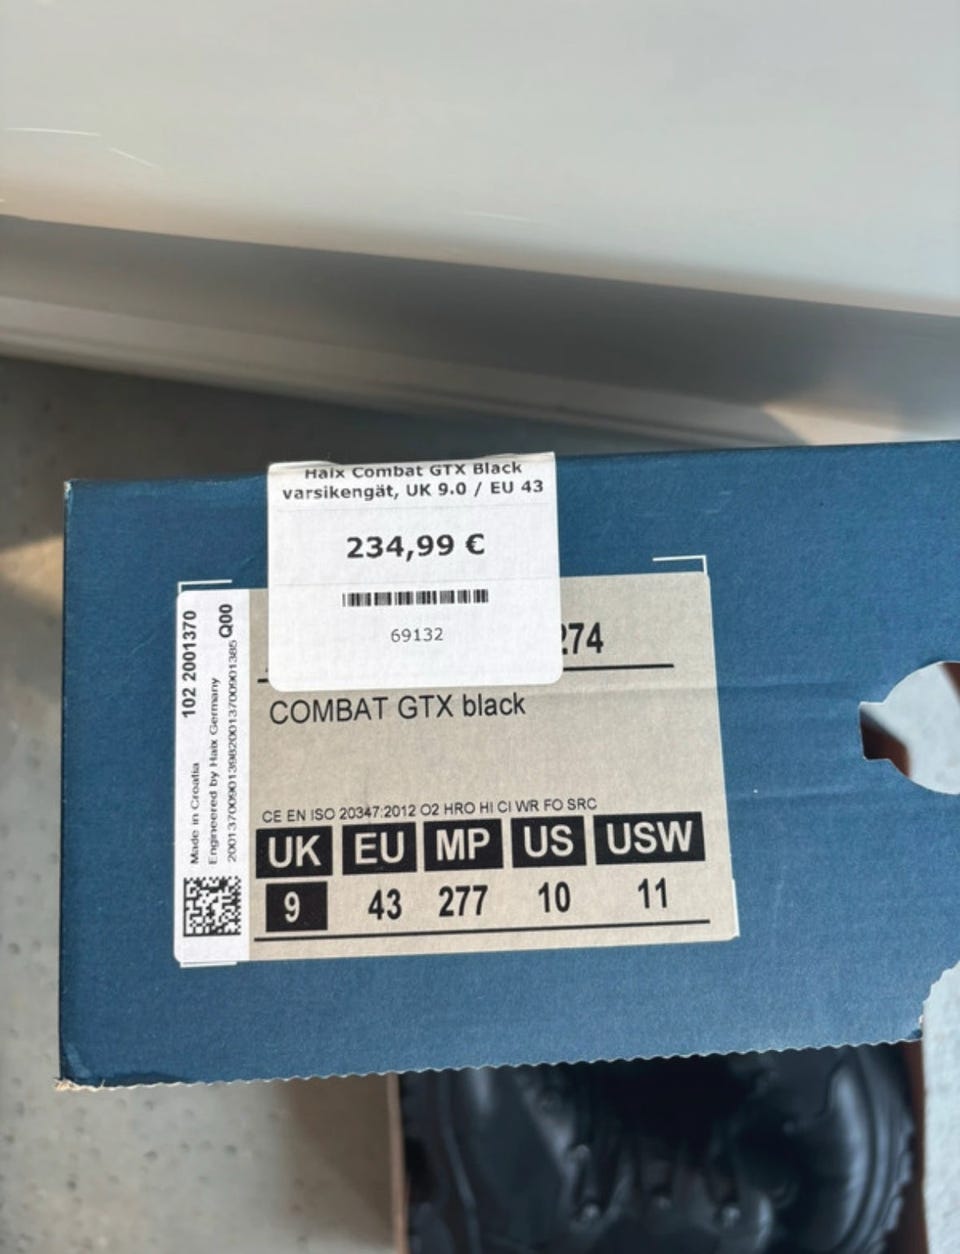 Haix Combat GTX Black
varsikengät, UK 9.0 / EU 43
234,99 €
69132
274
COMBAT GTX black
CE EN ISO 20347:2012 O2 HRO HI CI WR FO SRC
UK EU MP US USW
9 43 277 10 11
Made in Croatia 102 2001370
Engineered by Haix Germany
Q00